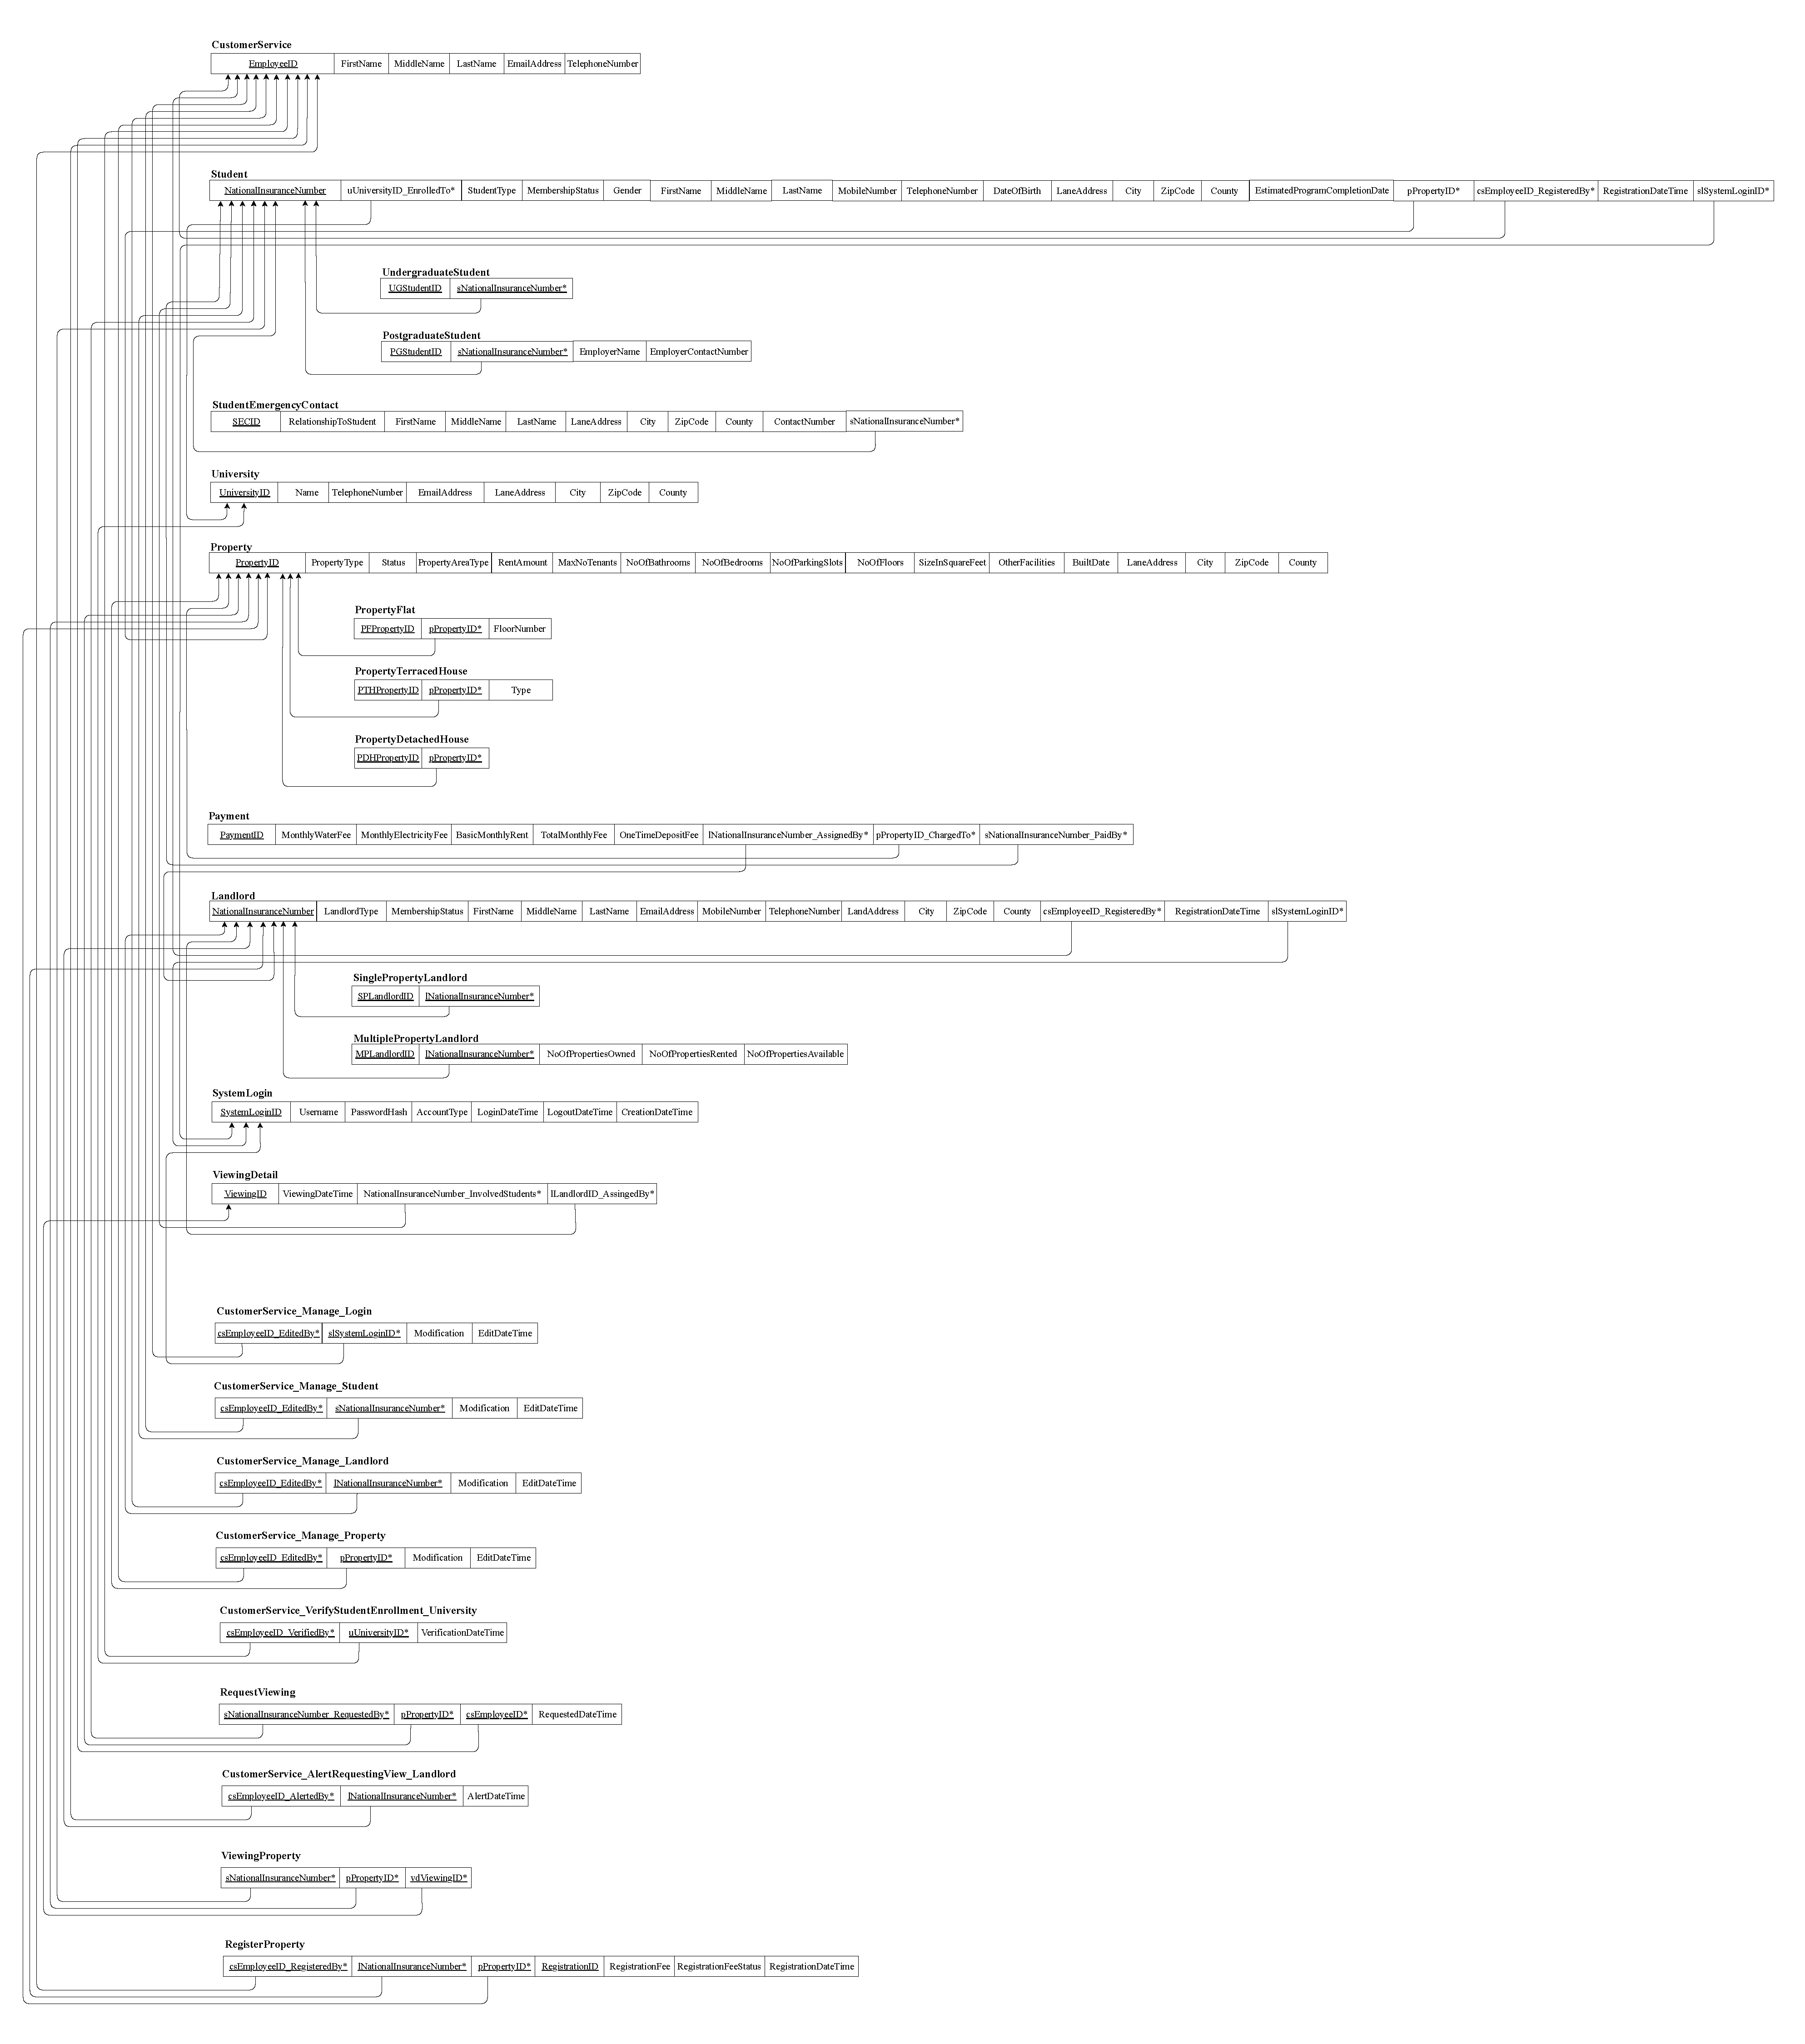 CustomerService
EmployeeID FirstName MiddleName LastName EmailAddress TelephoneNumber
Student
NationalInsuranceNumber uUniversityID_EnrolledTo* StudentType MembershipStatus Gender FirstName MiddleName LastName MobileNumber TelephoneNumber DateOfBirth LaneAddress City ZipCode County EstimatedProgramCompletionDate pPropertyID* csEmployeeID_RegisteredBy* RegistrationDateTime slSystemLoginID*
UndergraduateStudent
UGStudentID sNationalInsuranceNumber*
PostgraduateStudent
PGStudentID sNationalInsuranceNumber* EmployerName EmployerContactNumber
StudentEmergencyContact
SECID RelationshipToStudent FirstName MiddleName LastName LaneAddress City ZipCode County ContactNumber sNationalInsuranceNumber*
University
UniversityID Name TelephoneNumber EmailAddress LaneAddress City ZipCode County
Property
PropertyID PropertyType Status PropertyAreaType RentAmount MaxNoTenants NoOfBathrooms NoOfBedrooms NoOfParkingSlots NoOfFloors SizeInSquareFeet OtherFacilities BuiltDate LaneAddress City ZipCode County
PropertyFlat
PFPropertyID pPropertyID* FloorNumber
PropertyTerracedHouse
PTHPropertyID pPropertyID* Type
PropertyDetachedHouse
PDHPropertyID pPropertyID*
Payment
PaymentID MonthlyWaterFee MonthlyElectricityFee BasicMonthlyRent TotalMonthlyFee OneTimeDepositFee lNationalInsuranceNumber_AssignedBy* pPropertyID_ChargedTo* sNationalInsuranceNumber_PaidBy*
Landlord
NationalInsuranceNumber LandlordType MembershipStatus FirstName MiddleName LastName EmailAddress MobileNumber TelephoneNumber LandAddress City ZipCode County csEmployeeID_RegisteredBy* RegistrationDateTime slSystemLoginID*
SinglePropertyLandlord
SPLandlordID lNationalInsuranceNumber*
MultiplePropertyLandlord
MPLandlordID lNationalInsuranceNumber* NoOfPropertiesOwned NoOfPropertiesRented NoOfPropertiesAvailable
SystemLogin
SystemLoginID Username PasswordHash AccountType LoginDateTime LogoutDateTime CreationDateTime
ViewingDetail
ViewingID ViewingDateTime NationalInsuranceNumber_InvolvedStudents* lLandlordID_AssingedBy*
CustomerService_Manage_Login
csEmployeeID_EditedBy* slSystemLoginID* Modification EditDateTime
CustomerService_Manage_Student
csEmployeeID_EditedBy* sNationalInsuranceNumber* Modification EditDateTime
CustomerService_Manage_Landlord
csEmployeeID_EditedBy* lNationalInsuranceNumber* Modification EditDateTime
CustomerService_Manage_Property
csEmployeeID_EditedBy* pPropertyID* Modification EditDateTime
CustomerService_VerifyStudentEnrollment_University
csEmployeeID_VerifiedBy* uUniversityID* VerificationDateTime
RequestViewing
sNationalInsuranceNumber_RequestedBy* pPropertyID* csEmployeeID* RequestedDateTime
CustomerService_AlertRequestingView_Landlord
csEmployeeID_AlertedBy* lNationalInsuranceNumber* AlertDateTime
ViewingProperty
sNationalInsuranceNumber* pPropertyID* vdViewingID*
RegisterProperty
csEmployeeID_RegisteredBy* lNationalInsuranceNumber* pPropertyID* RegistrationID RegistrationFee RegistrationFeeStatus RegistrationDateTime